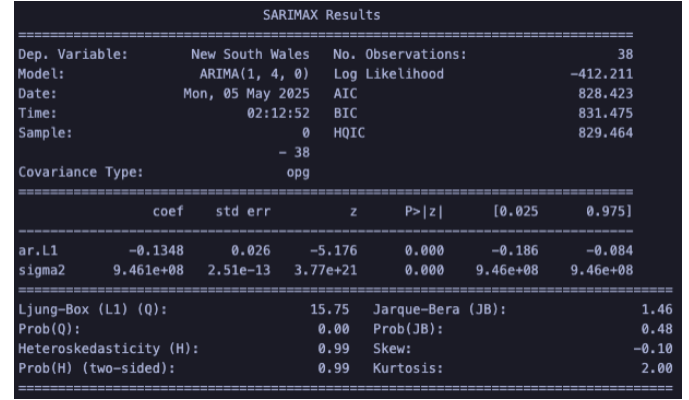 SARIMAX Results
==============================================================================
Dep. Variable: New South Wales No. Observations: 38
Model: ARIMA(1, 4, 0) Log Likelihood -412.211
Date: Mon, 05 May 2025 AIC 828.423
Time: 02:12:52 BIC 831.475
Sample: 0 HQIC 829.464
- 38
Covariance Type: opg
==============================================================================
coef std err z P>|z| [0.025 0.975]
------------------------------------------------------------------------------
ar.L1 -0.1348 0.026 -5.176 0.000 -0.186 -0.084
sigma2 9.461e+08 2.51e-13 3.77e+21 0.000 9.46e+08 9.46e+08
===================================================================================
Ljung-Box (L1) (Q): 15.75 Jarque-Bera (JB): 1.46
Prob(Q): 0.00 Prob(JB): 0.48
Heteroskedasticity (H): 0.99 Skew: -0.10
Prob(H) (two-sided): 0.99 Kurtosis: 2.00
===================================================================================